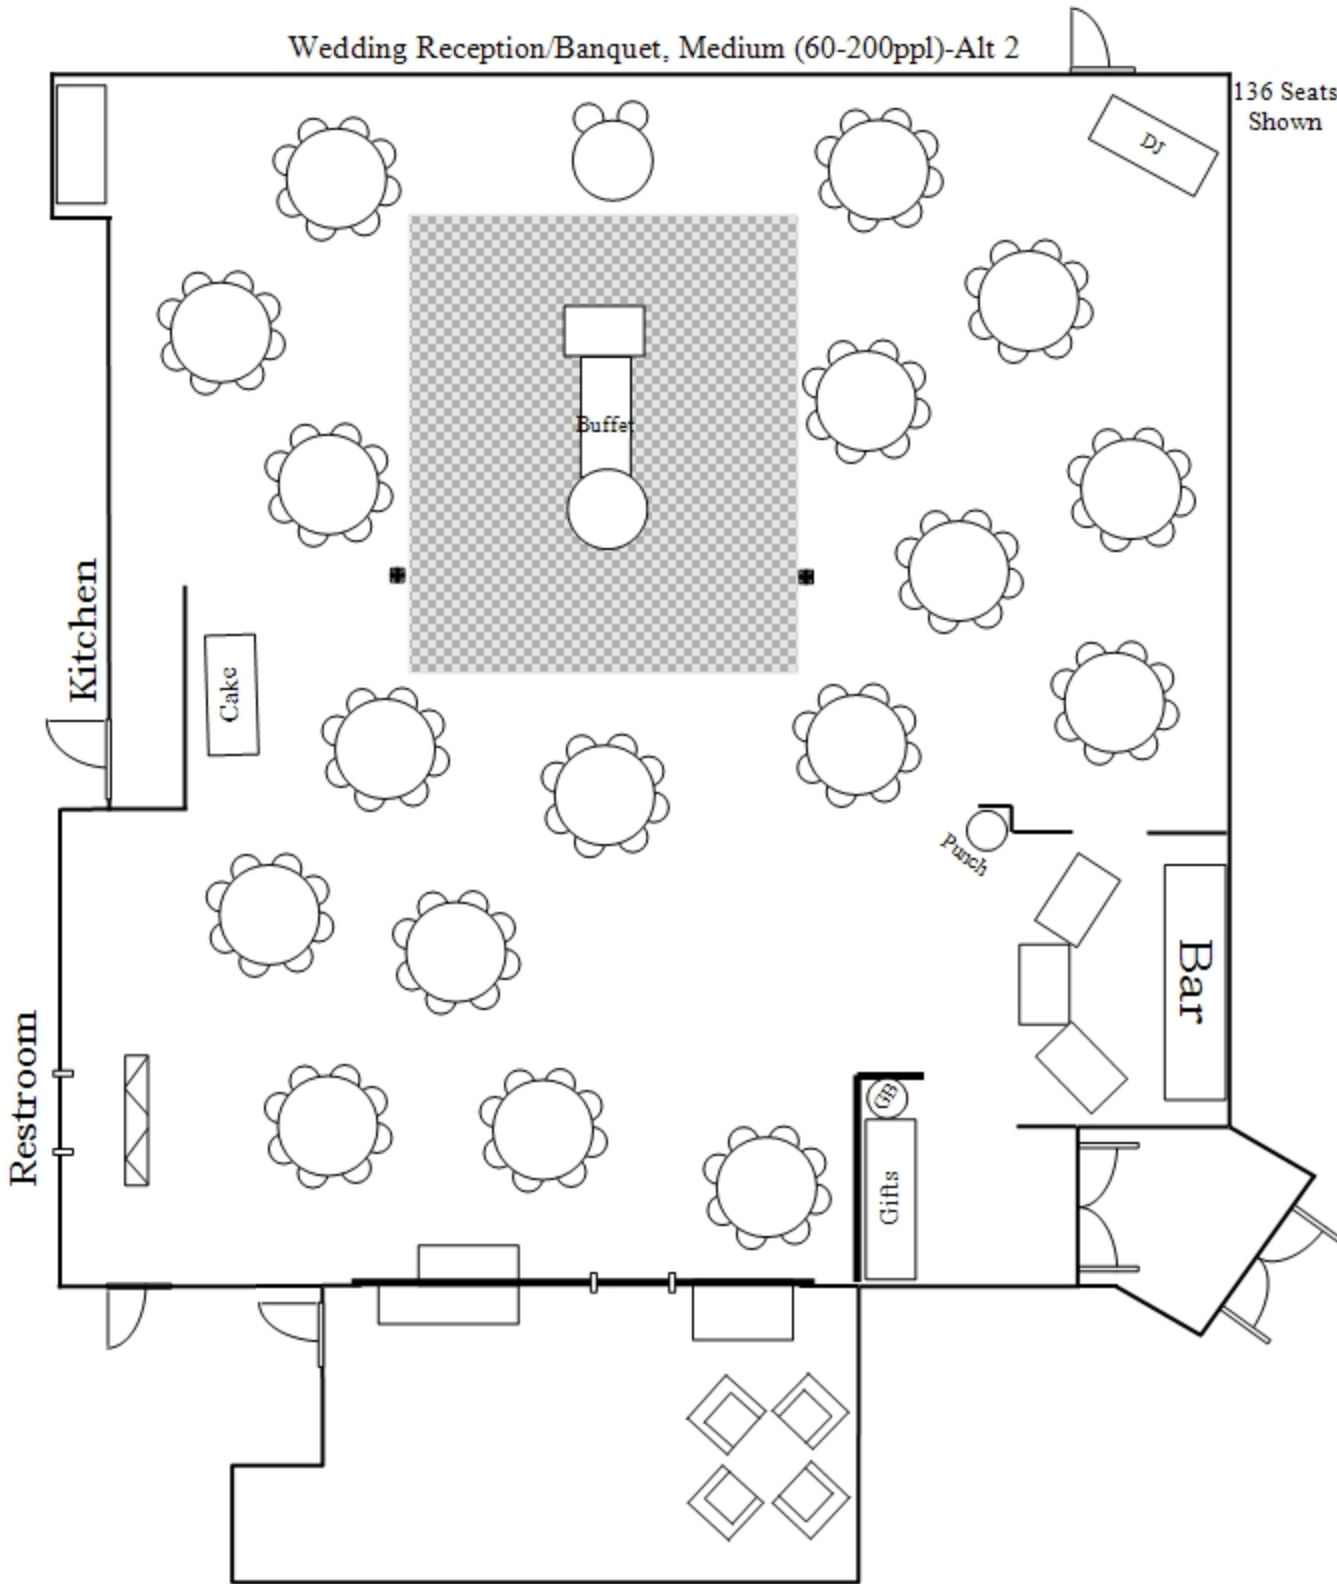 Wedding Reception/Banquet, Medium (60-200ppl)-Alt 2
136 Seats
Shown
DJ
Buffet
Kitchen
Cake
Punch
Bar
Restroom
GB
Gifts